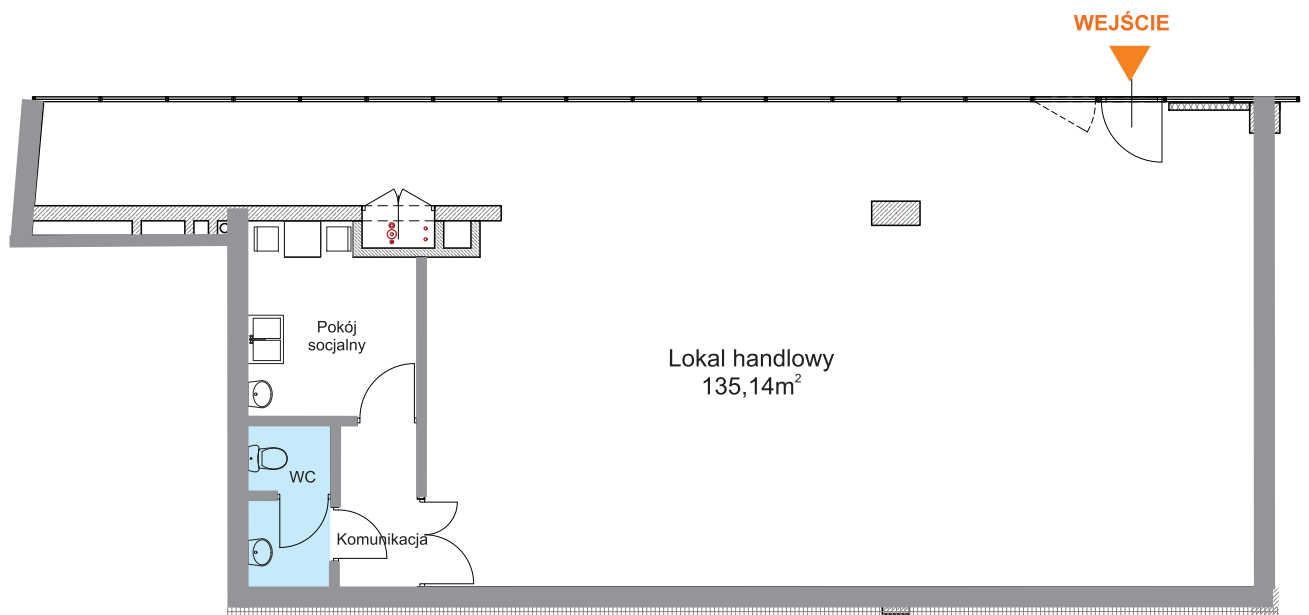 WEJŚCIE
Pokój
socjalny
Lokal handlowy
135,14m²
WC
Komunikacja